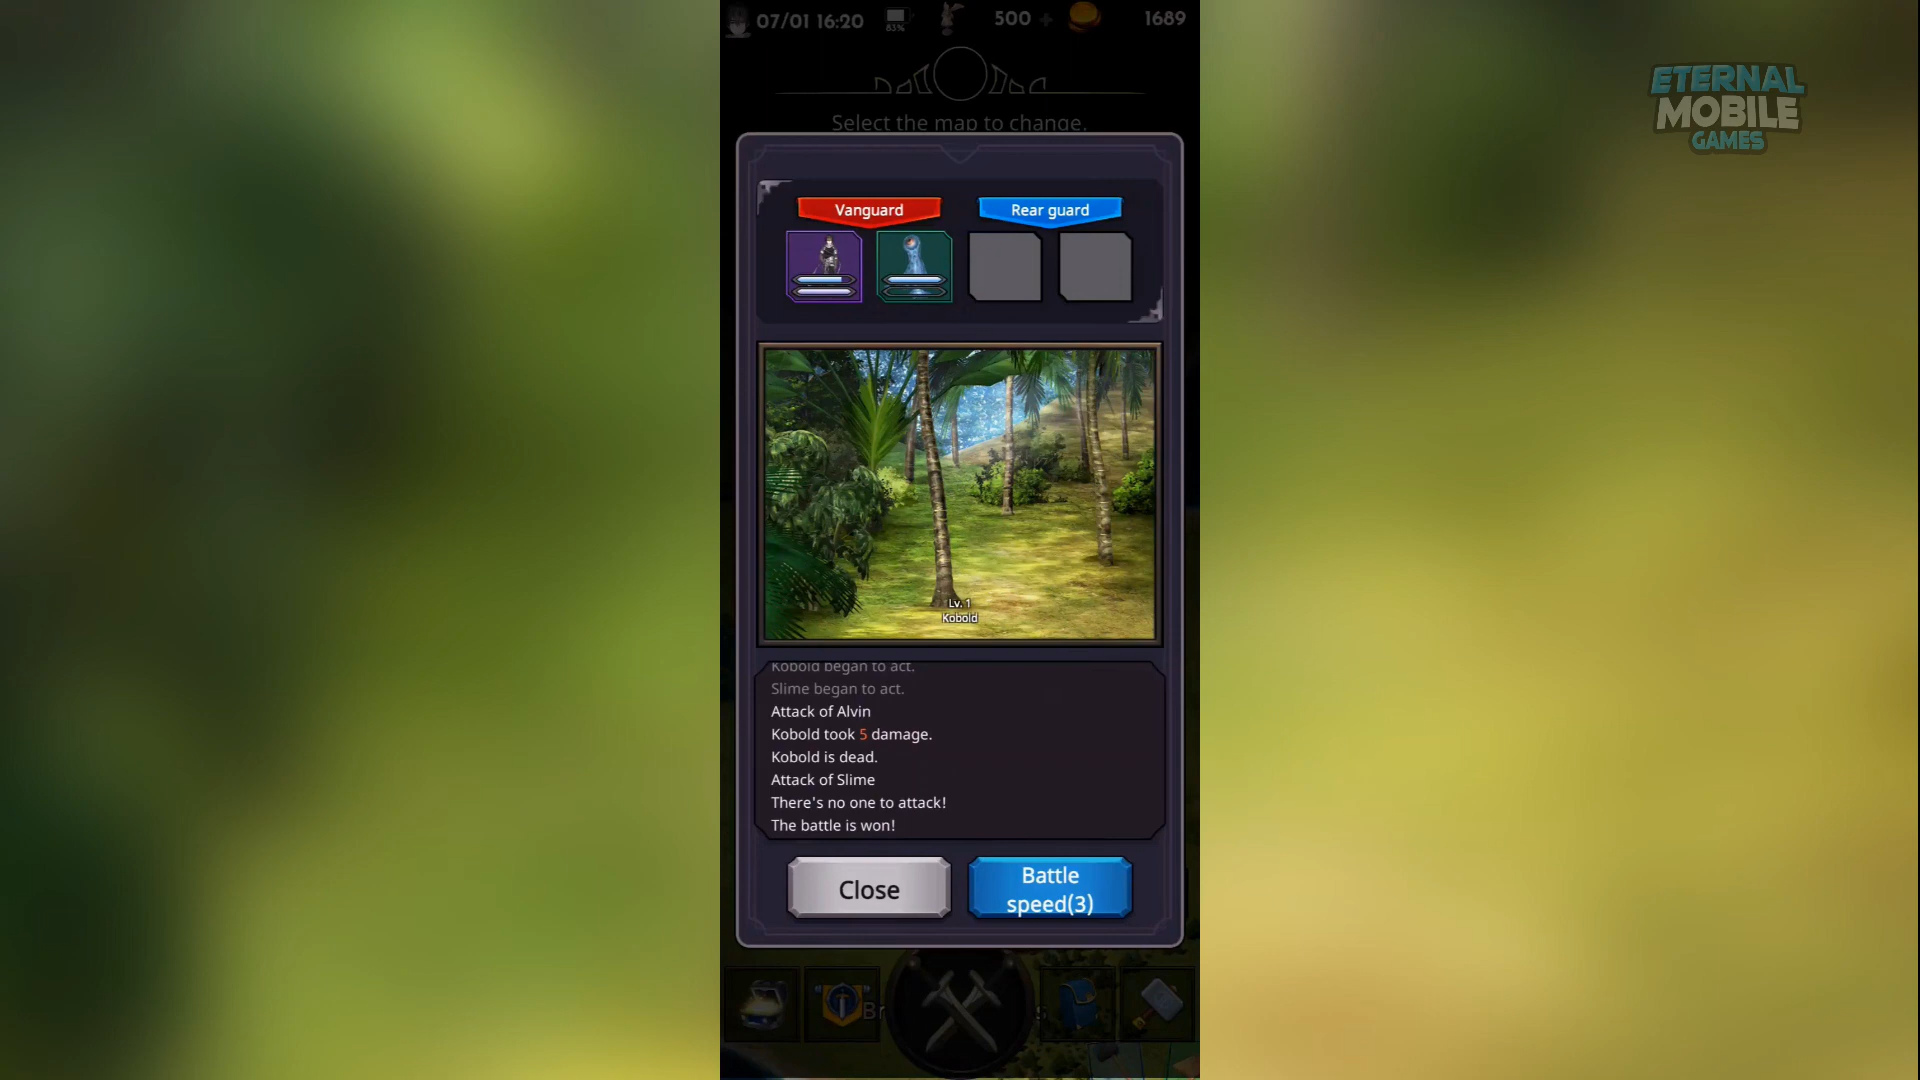 07/01 16:20
83%
500 +
1689
ETERNAL
MOBILE
GAMES
Select the map to change.
Vanguard
Rear guard
Lv. 1
Kobold
Kobold began to act.
Slime began to act.
Attack of Alvin
Kobold took 5 damage.
Kobold is dead.
Attack of Slime
There's no one to attack!
The battle is won!
Close
Battle
speed(3)